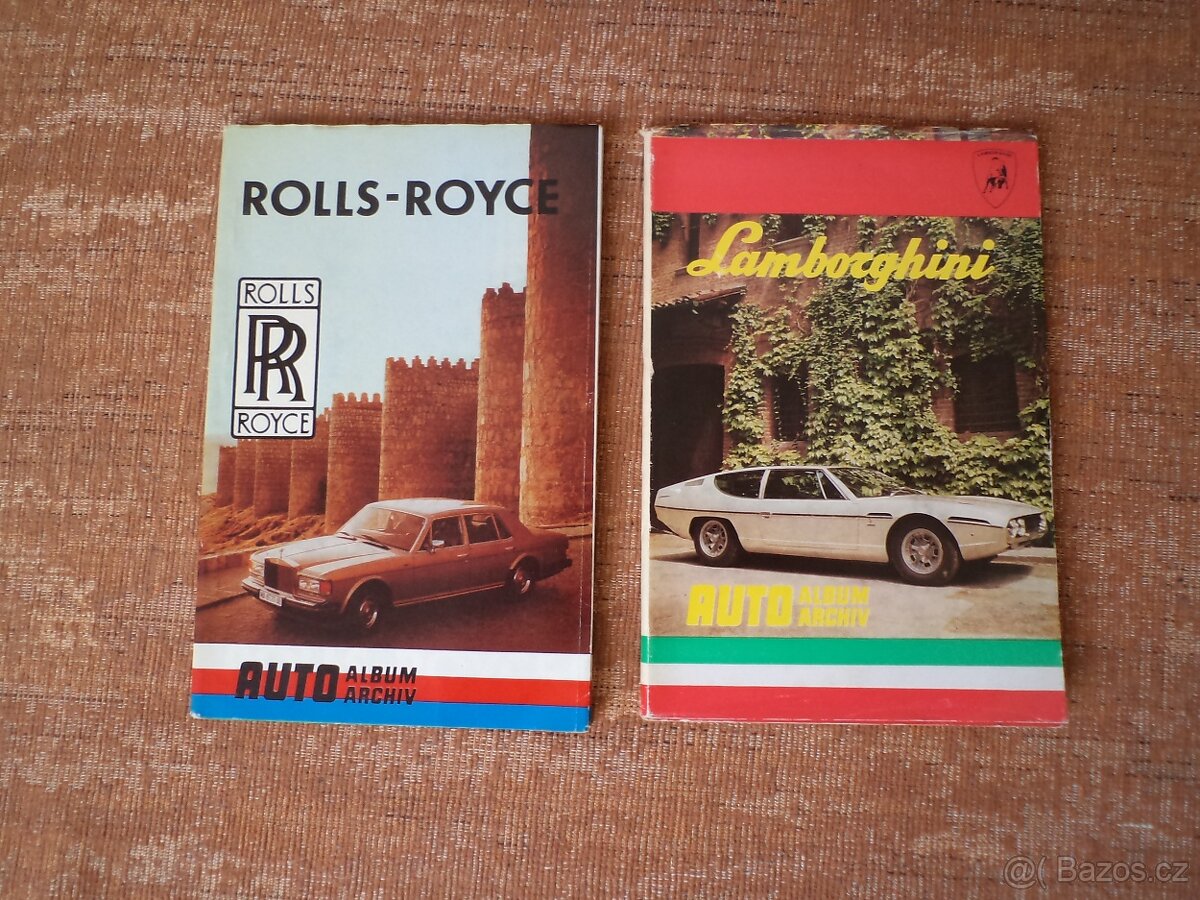 ROLLS-ROYCE
ROLLS
RR
ROYCE
AUTO ALBUM
ARCHIV
Lamborghini
AUTO ALBUM
ARCHIV
@( Bazos.cz